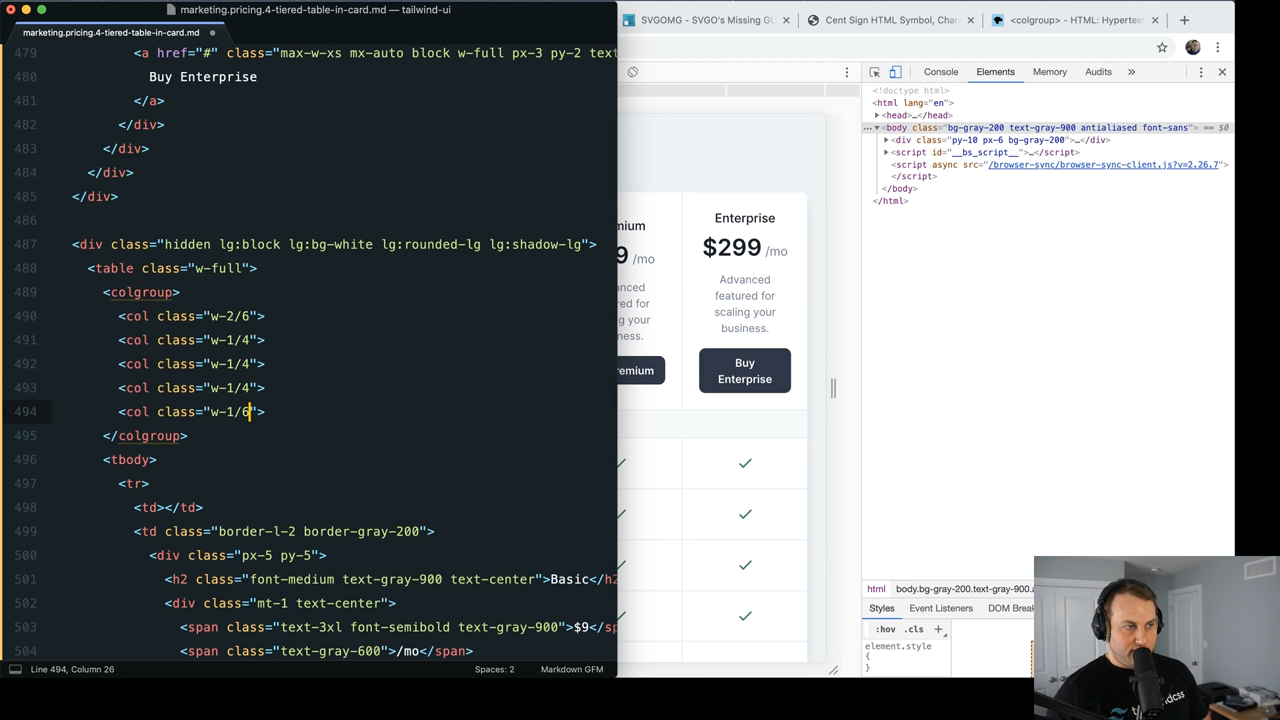 marketing.pricing.4-tiered-table-in-card.md — tailwind-ui
marketing.pricing.4-tiered-table-in-card.md
479 <a href="#" class="max-w-xs mx-auto block w-full px-3 py-2 text
480 Buy Enterprise
481 </a>
482 </div>
483 </div>
484 </div>
485 </div>
486
487 <div class="hidden lg:block lg:bg-white lg:rounded-lg lg:shadow-lg">
488 <table class="w-full">
489 <colgroup>
490 <col class="w-2/6">
491 <col class="w-1/4">
492 <col class="w-1/4">
493 <col class="w-1/4">
494 <col class="w-1/6">
495 </colgroup>
496 <tbody>
497 <tr>
498 <td></td>
499 <td class="border-l-2 border-gray-200">
500 <div class="px-5 py-5">
501 <h2 class="font-medium text-gray-900 text-center">Basic</h2
502 <div class="mt-1 text-center">
503 <span class="text-3xl font-semibold text-gray-900">$9</sp
504 <span class="text-gray-600">/mo</span>
Line 494, Column 26
Spaces: 2
Markdown GFM
SVGOMG - SVGO's Missing GU
Cent Sign HTML Symbol, Char
<colgroup> - HTML: Hypertext
mium
9 /mo
anced
red for
g your
ness.
remium
Enterprise
$299 /mo
Advanced
featured for
scaling your
business.
Buy
Enterprise
Console
Elements
Memory
Audits
»
<!doctype html>
<html lang="en">
<head>…</head>
<body class="bg-gray-200 text-gray-900 antialiased font-sans"> == $0
<div class="py-10 px-6 bg-gray-200">…</div>
<script id="__bs_script__">…</script>
<script async src="/browser-sync/browser-sync-client.js?v=2.26.7">
</script>
</body>
</html>
html
body.bg-gray-200.text-gray-900.
Styles
Event Listeners
DOM Break
:hov
.cls
+
element.style
{
}